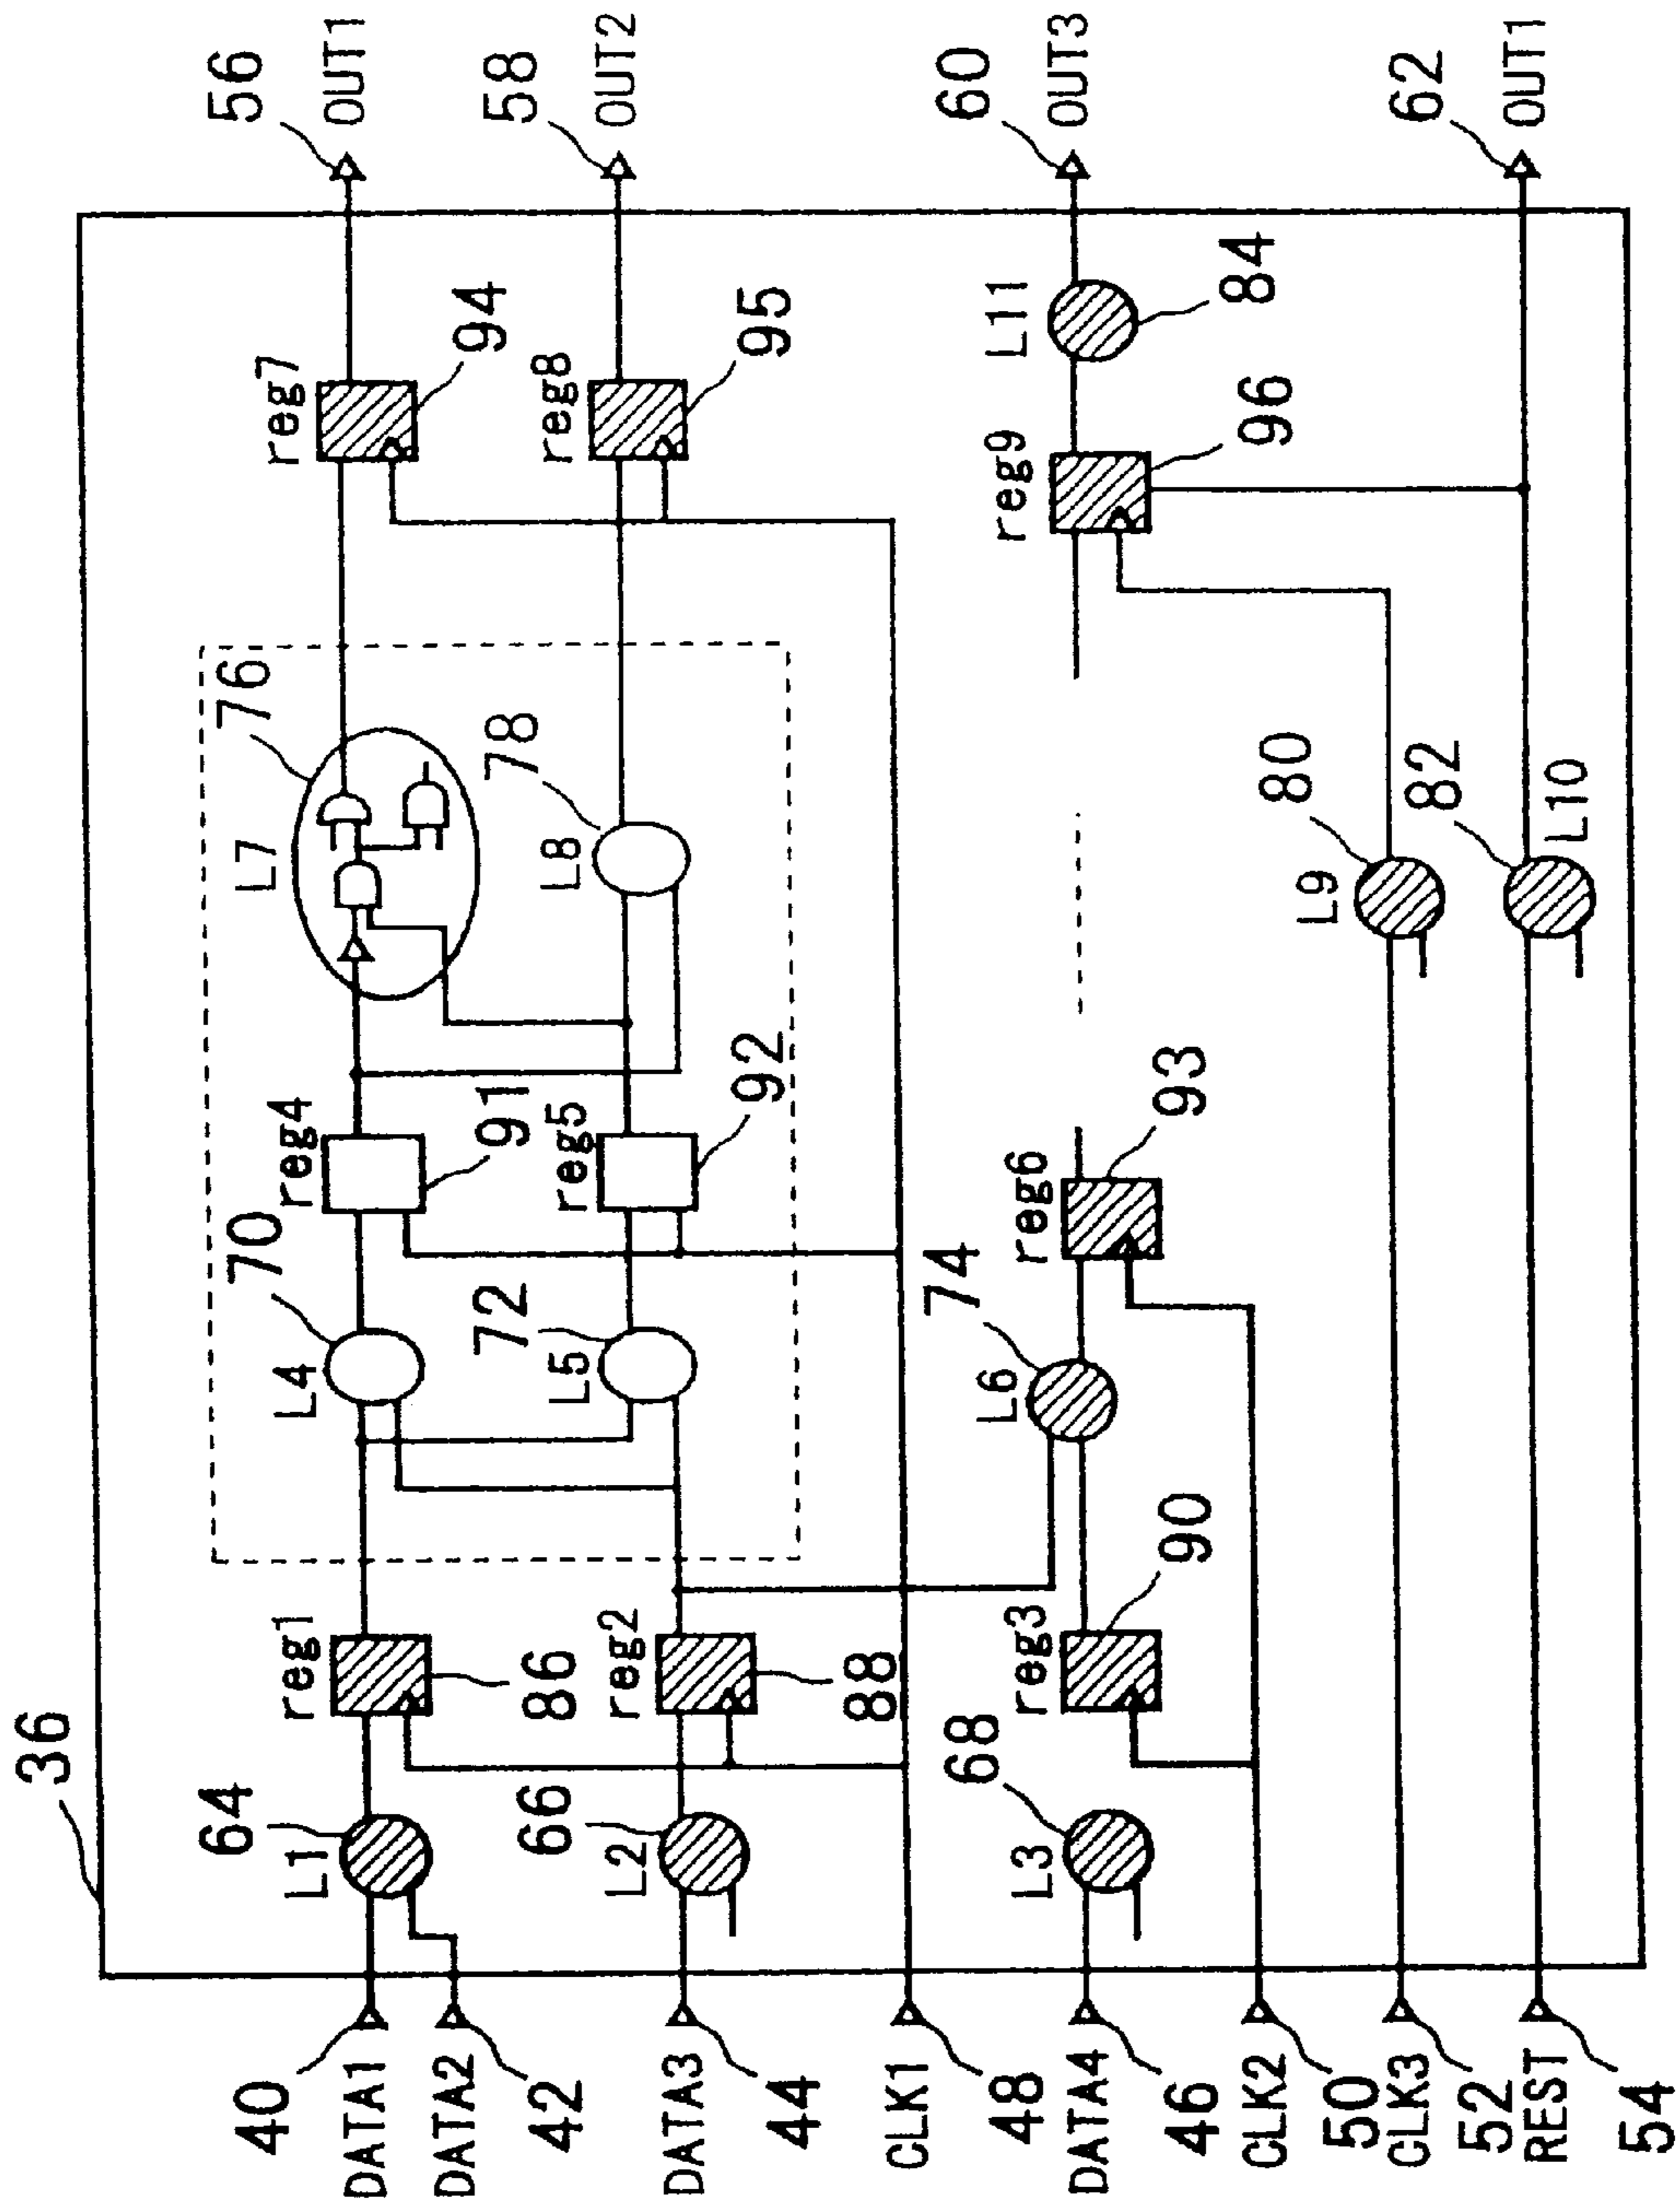 36
40
DATA1
DATA2
42
DATA3
44
CLK1
48
DATA4
46
CLK2
50
CLK3
52
REST
54
64
L1
reg1
86
66
L2
reg2
88
68
L3
reg3
90
70
L4
reg4
91
72
L5
reg5
92
74
L6
reg6
93
76
L7
78
L8
80
L9
82
L10
reg7
94
reg8
95
reg9
96
L11
84
56
OUT1
58
OUT2
60
OUT3
62
OUT1